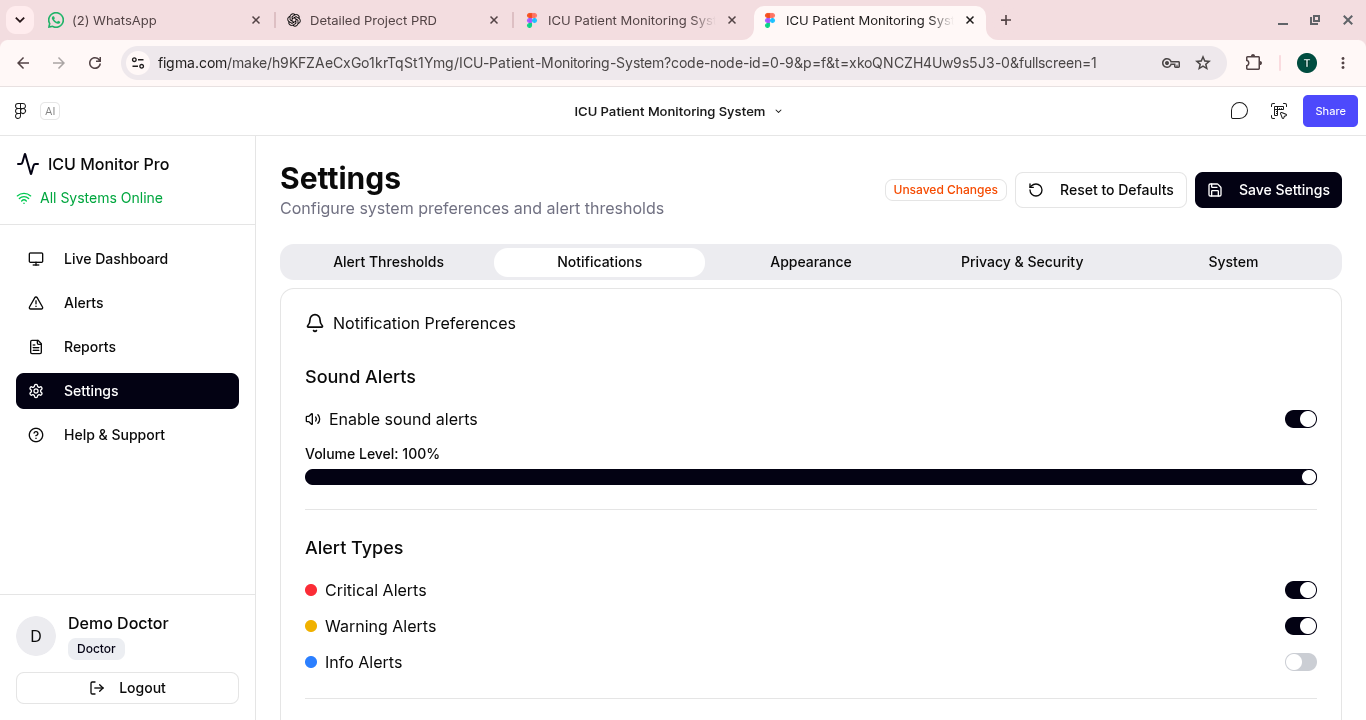 (2) WhatsApp
Detailed Project PRD
ICU Patient Monitoring Sys
ICU Patient Monitoring Sys
figma.com/make/h9KFZAeCxGo1krTqSt1Ymg/ICU-Patient-Monitoring-System?code-node-id=0-9&p=f&t=xkoQNCZH4Uw9s5J3-0&fullscreen=1
T
AI
ICU Patient Monitoring System
Share
ICU Monitor Pro
All Systems Online
Live Dashboard
Alerts
Reports
Settings
Help & Support
D
Demo Doctor
Doctor
Logout
Settings
Configure system preferences and alert thresholds
Unsaved Changes
Reset to Defaults
Save Settings
Alert Thresholds
Notifications
Appearance
Privacy & Security
System
Notification Preferences
Sound Alerts
Enable sound alerts
Volume Level: 100%
Alert Types
Critical Alerts
Warning Alerts
Info Alerts